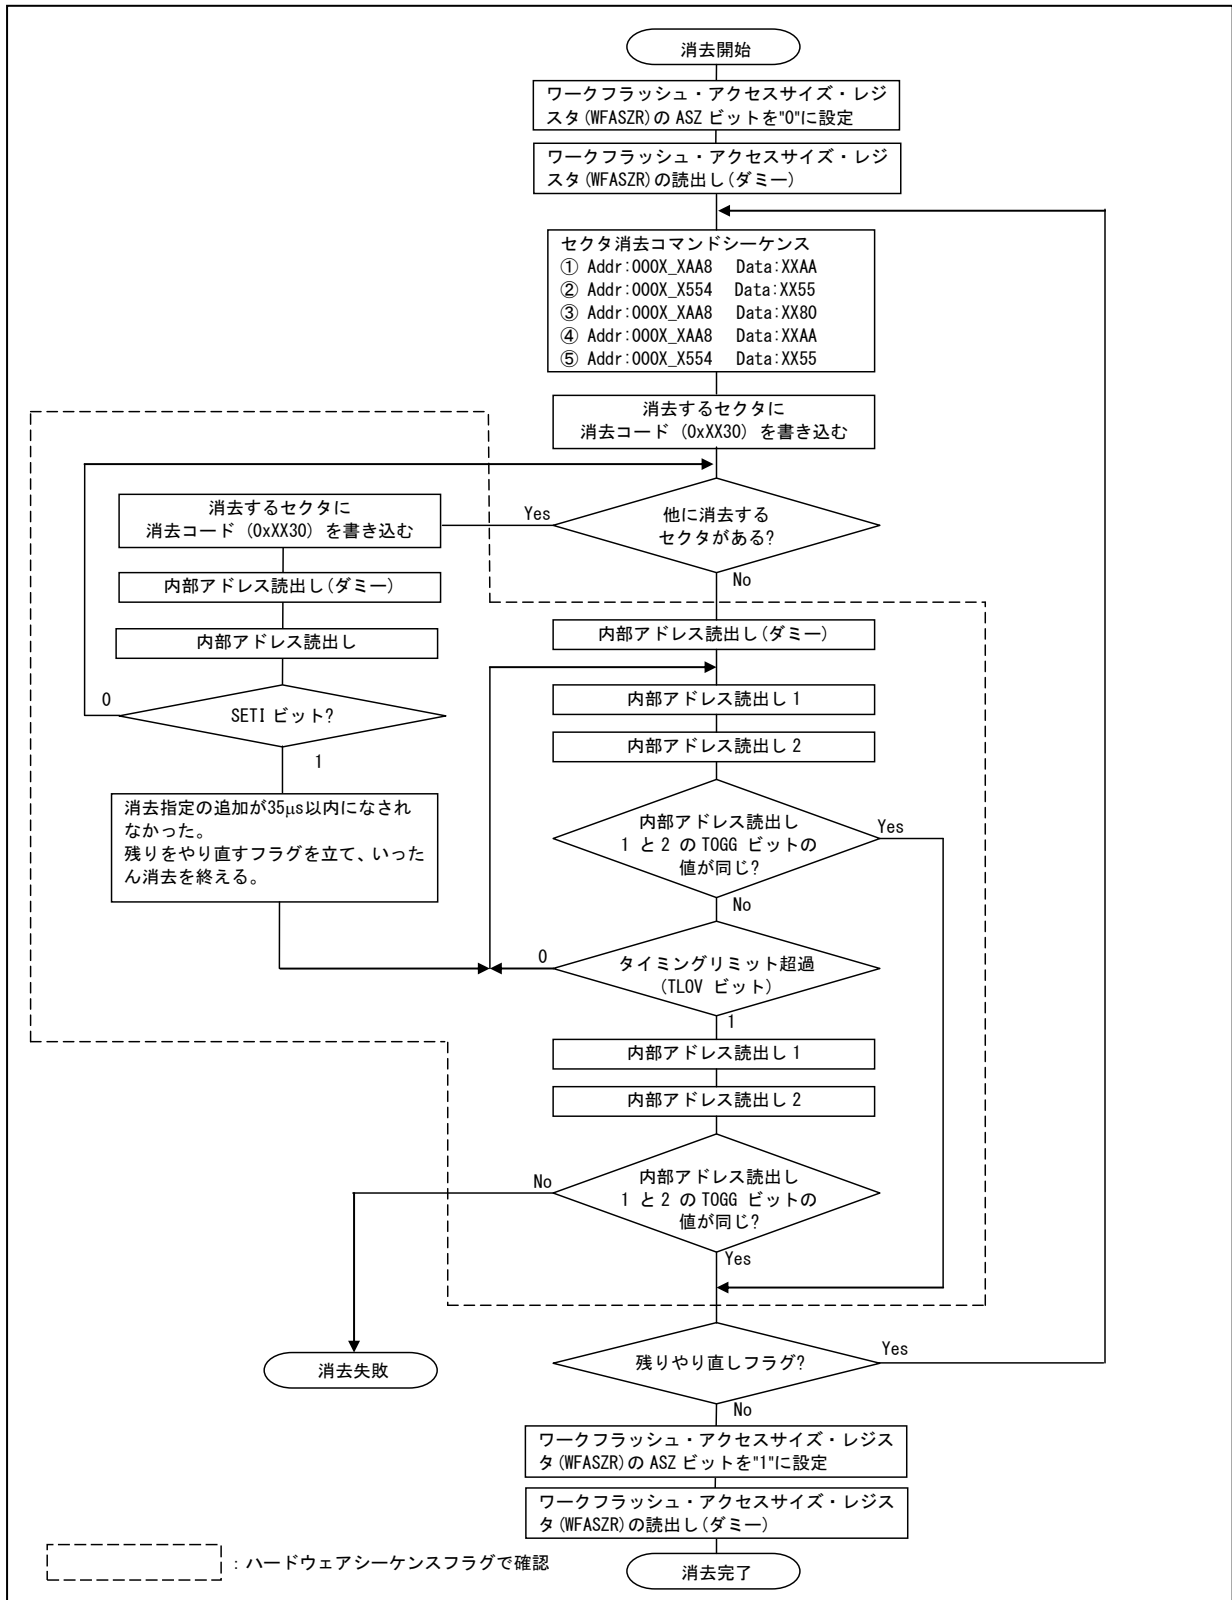 消去開始
ワークフラッシュ・アクセスサイズ・レジ
スタ(WFASZR)の ASZ ビットを"0"に設定
ワークフラッシュ・アクセスサイズ・レジ
スタ(WFASZR)の読出し(ダミー)
セクタ消去コマンドシーケンス
① Addr:000X_XAA8 Data:XXAA
② Addr:000X_X554 Data:XX55
③ Addr:000X_XAA8 Data:XX80
④ Addr:000X_XAA8 Data:XXAA
⑤ Addr:000X_X554 Data:XX55
消去するセクタに
消去コード (0xXX30) を書き込む
他に消去する
セクタがある?
Yes
No
消去するセクタに
消去コード (0xXX30) を書き込む
内部アドレス読出し(ダミー)
内部アドレス読出し
SETI ビット?
0
1
消去指定の追加が35μs以内になされ
なかった。
残りをやり直すフラグを立て、いった
ん消去を終える。
内部アドレス読出し(ダミー)
内部アドレス読出し 1
内部アドレス読出し 2
内部アドレス読出し
1 と 2 の TOGG ビットの
値が同じ?
Yes
No
タイミングリミット超過
(TLOV ビット)
0
1
内部アドレス読出し 1
内部アドレス読出し 2
内部アドレス読出し
1 と 2 の TOGG ビットの
値が同じ?
No
Yes
消去失敗
残りやり直しフラグ?
Yes
No
ワークフラッシュ・アクセスサイズ・レジス
タ(WFASZR)の ASZ ビットを"1"に設定
ワークフラッシュ・アクセスサイズ・レジス
タ(WFASZR)の読出し(ダミー)
消去完了
: ハードウェアシーケンスフラグで確認